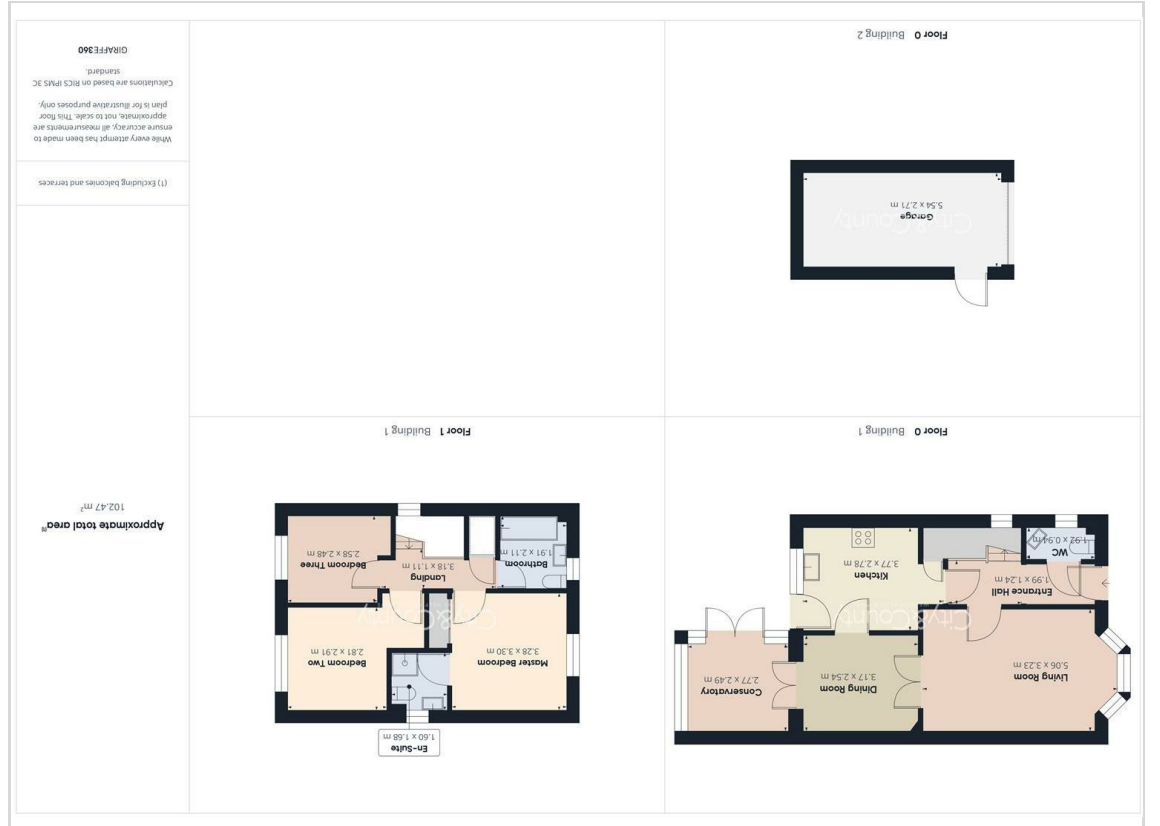 Living Room
5.06 x 3.23 m
Dining Room
3.17 x 2.54 m
Conservatory
2.77 x 2.49 m
City&County
Entrance Hall
1.99 x 1.24 m
Kitchen
3.77 x 2.78 m
WC
1.92 x 0.94 m
Floor 0 Building 1
En-Suite
1.60 x 1.68 m
Master Bedroom
3.28 x 3.30 m
Bedroom Two
2.81 x 2.91 m
City&County
Bathroom
1.91 x 2.11 m
Landing
3.18 x 1.11 m
Bedroom Three
2.58 x 2.48 m
Floor 1 Building 1
Garage
5.54 x 2.71 m
City&County
Floor 0 Building 2
Approximate total area⁽¹⁾
102.47 m²
(1) Excluding balconies and terraces
While every attempt has been made to
ensure accuracy, all measurements are
approximate, not to scale. This floor
plan is for illustrative purposes only.
Calculations are based on RICS IPMS 3C
standard.
GIRAFFE360